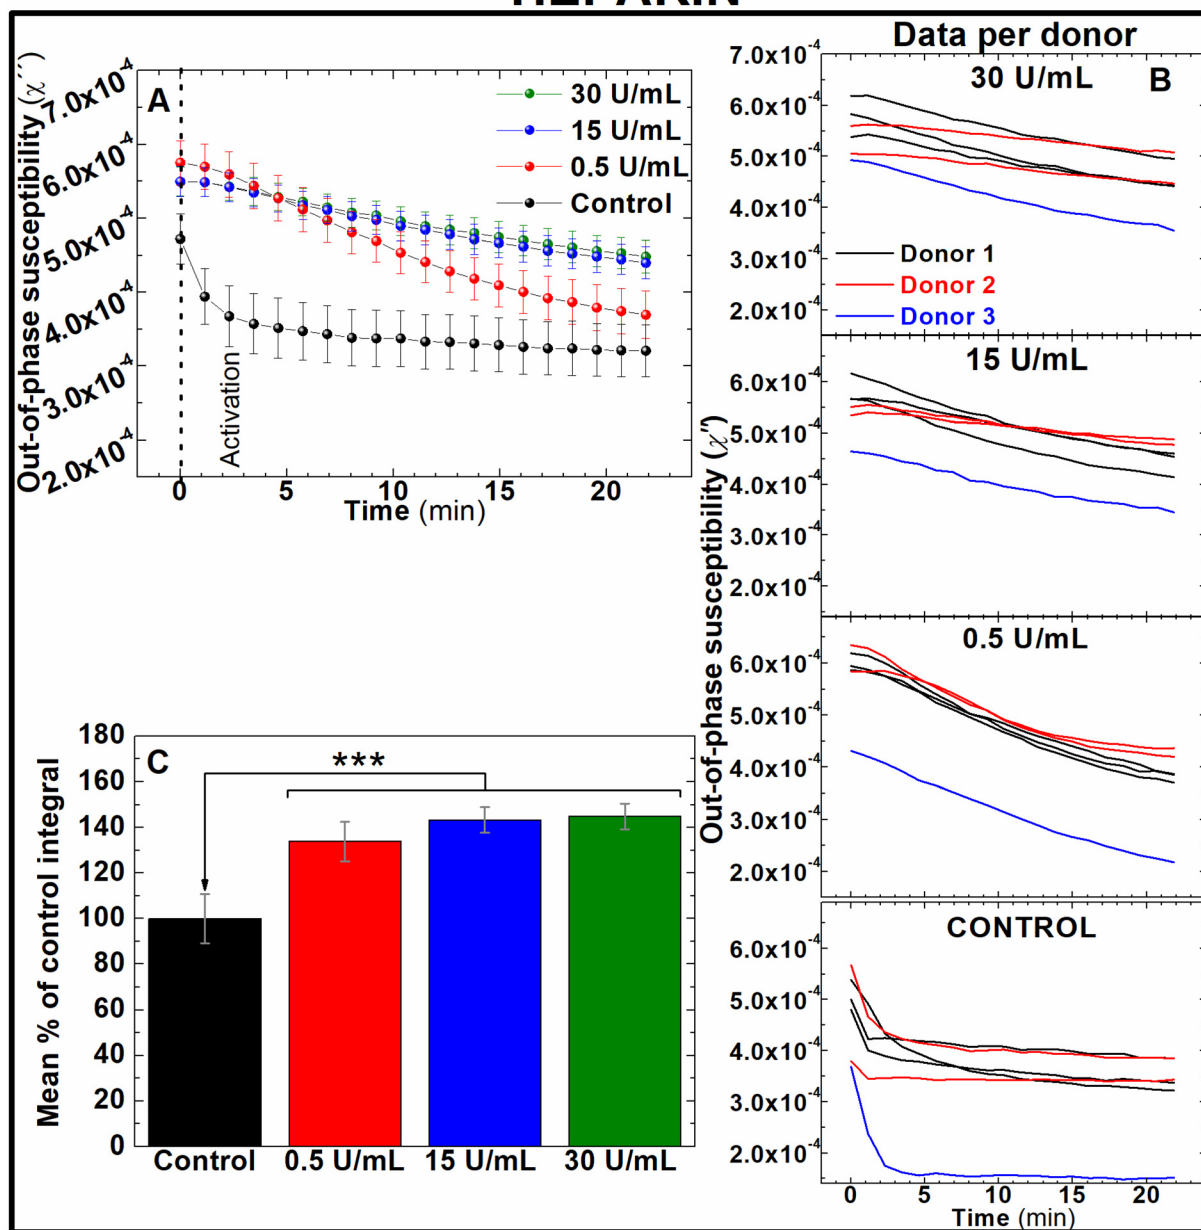 HEPARIN
A
Out-of-phase susceptibility (χ´´)
7.0x10⁻⁴
6.0x10⁻⁴
5.0x10⁻⁴
4.0x10⁻⁴
3.0x10⁻⁴
2.0x10⁻⁴
30 U/mL
15 U/mL
0.5 U/mL
Control
Activation
0 5 10 15 20
Time (min)
Data per donor
B
30 U/mL
7.0x10⁻⁴
6.0x10⁻⁴
5.0x10⁻⁴
4.0x10⁻⁴
3.0x10⁻⁴
2.0x10⁻⁴
Donor 1
Donor 2
Donor 3
Out-of-phase susceptibility (χ")
15 U/mL
6.0x10⁻⁴
5.0x10⁻⁴
4.0x10⁻⁴
3.0x10⁻⁴
2.0x10⁻⁴
0.5 U/mL
6.0x10⁻⁴
5.0x10⁻⁴
4.0x10⁻⁴
3.0x10⁻⁴
2.0x10⁻⁴
CONTROL
6.0x10⁻⁴
5.0x10⁻⁴
4.0x10⁻⁴
3.0x10⁻⁴
2.0x10⁻⁴
0 5 10 15 20
Time (min)
C
***
Mean % of control integral
180
160
140
120
100
80
60
40
20
0
Control 0.5 U/mL 15 U/mL 30 U/mL